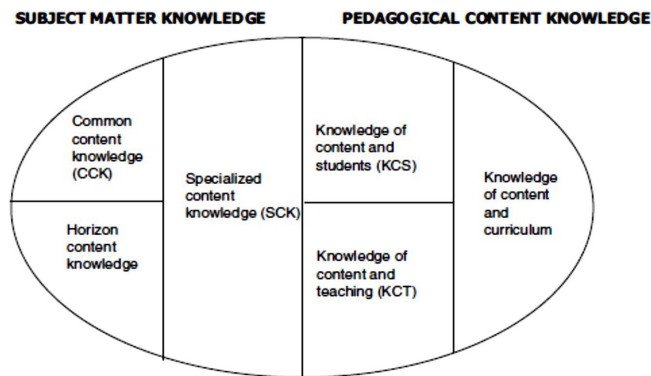 SUBJECT MATTER KNOWLEDGE
PEDAGOGICAL CONTENT KNOWLEDGE
Common
content
knowledge
(CCK)
Horizon
content
knowledge
Specialized
content
knowledge (SCK)
Knowledge of
content and
students (KCS)
Knowledge of
content and
teaching (KCT)
Knowledge
of content
and
curriculum